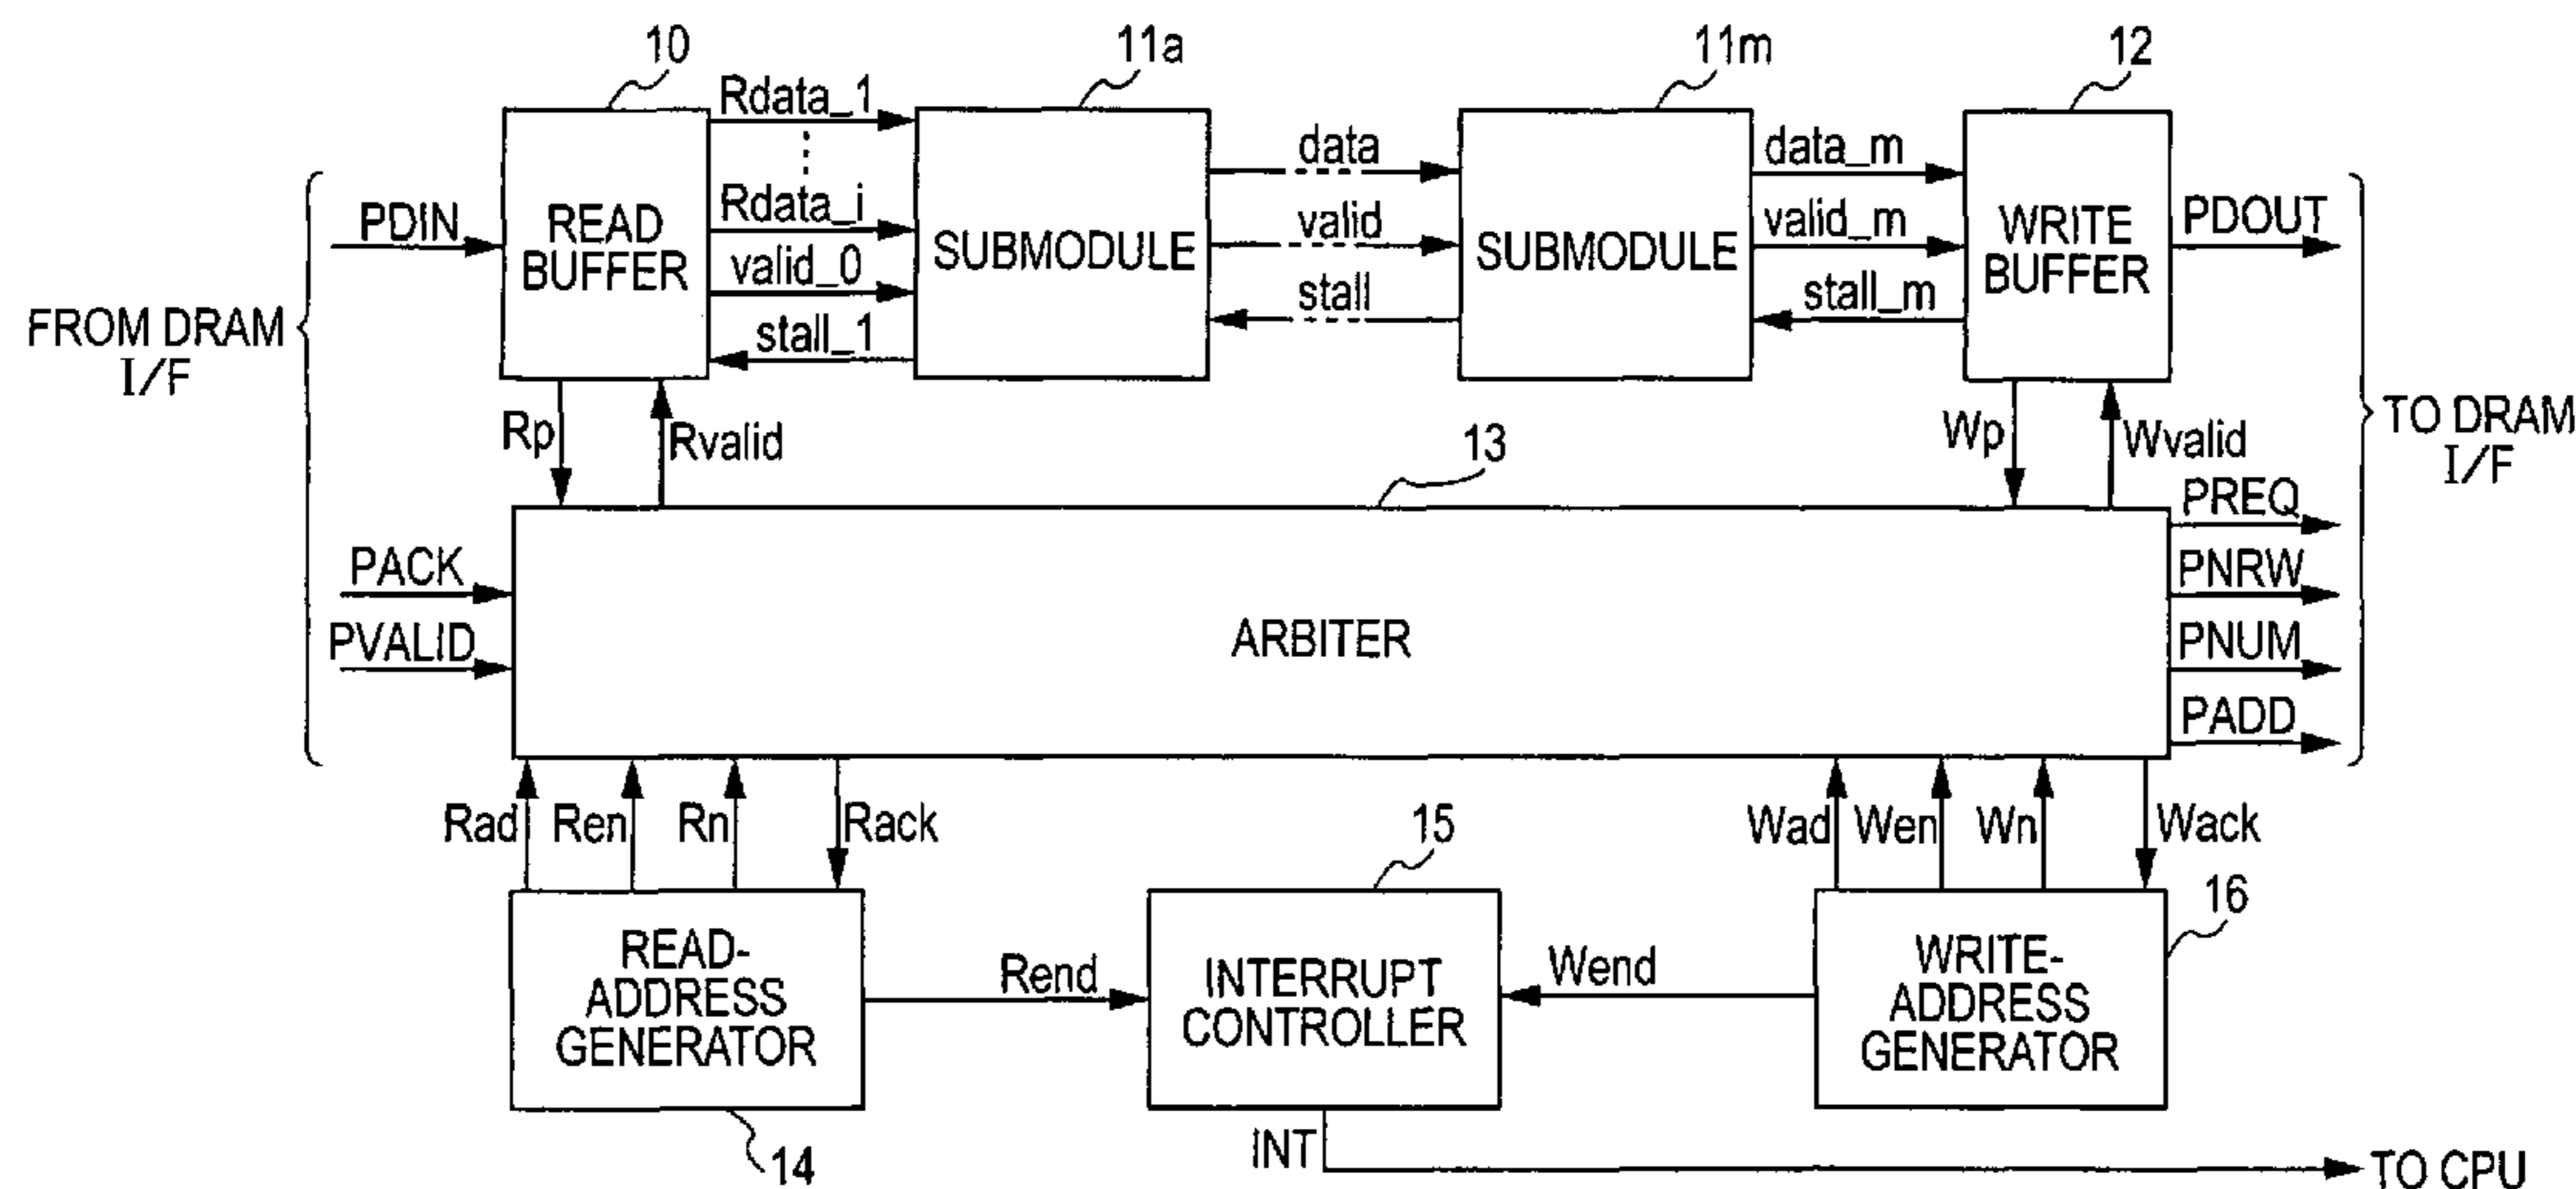 10
11a
11m
12
Rdata_1
Rdata_i
valid_0
stall_1
data
valid
stall
data_m
valid_m
stall_m
PDIN
READ
BUFFER
SUBMODULE
SUBMODULE
WRITE
BUFFER
PDOUT
FROM DRAM
I/F
TO DRAM
I/F
Rp
Rvalid
13
Wp
Wvalid
PACK
PVALID
ARBITER
PREQ
PNRW
PNUM
PADD
Rad
Ren
Rn
Rack
15
Wad
Wen
Wn
Wack
16
READ-
ADDRESS
GENERATOR
Rend
INTERRUPT
CONTROLLER
Wend
WRITE-
ADDRESS
GENERATOR
14
INT
TO CPU